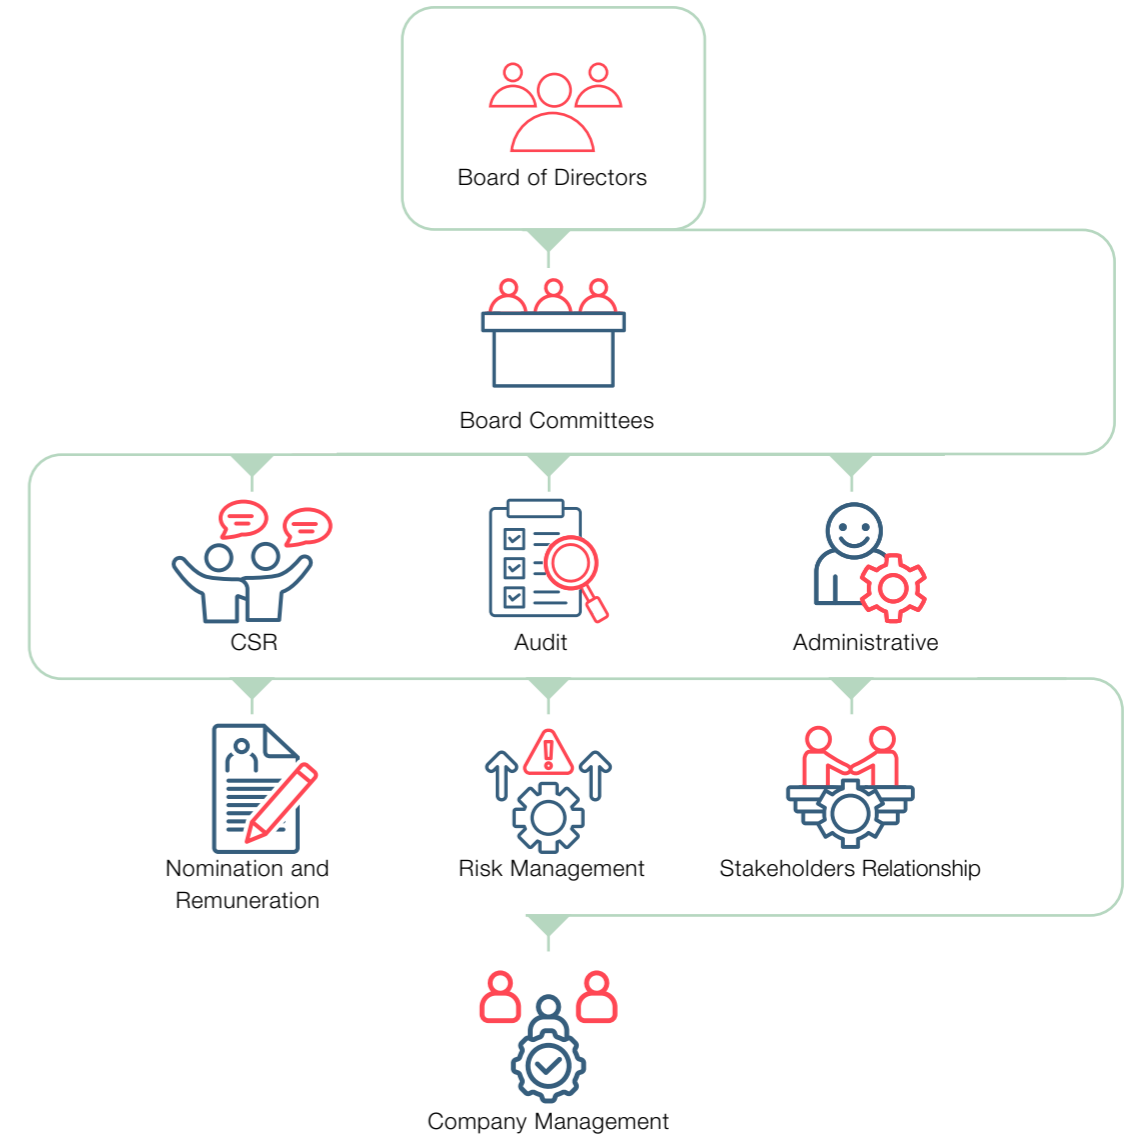 Board of Directors
Board Committees
CSR
Audit
Administrative
Nomination and
Remuneration
Risk Management
Stakeholders Relationship
Company Management